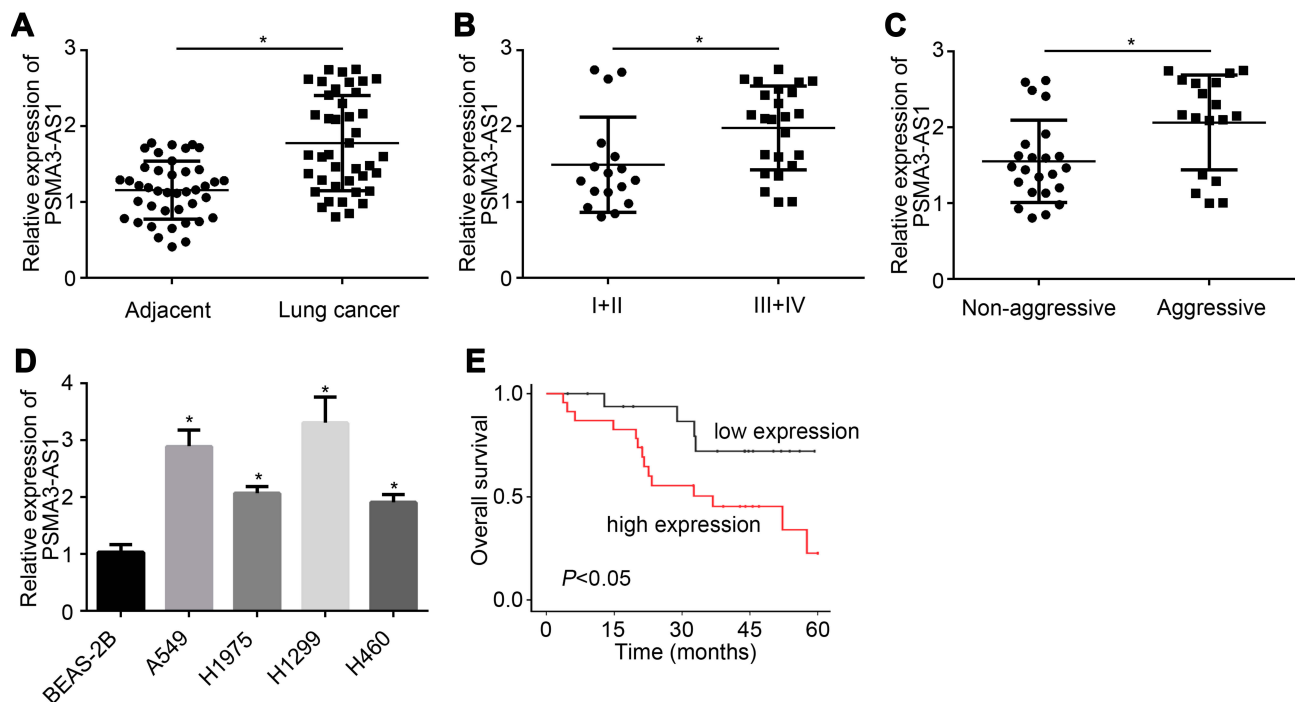 A
Relative expression of
PSMA3-AS1
3
2
1
0
*
Adjacent
Lung cancer
B
Relative expression of
PSMA3-AS1
3
2
1
0
*
I+II
III+IV
C
Relative expression of
PSMA3-AS1
3
2
1
0
*
Non-aggressive
Aggressive
D
Relative expression of
PSMA3-AS1
4
3
2
1
0
*
*
*
*
BEAS-2B
A549
H1975
H1299
H460
E
Overall survival
1.0
0.5
0.0
low expression
high expression
P<0.05
0
15
30
45
60
Time (months)